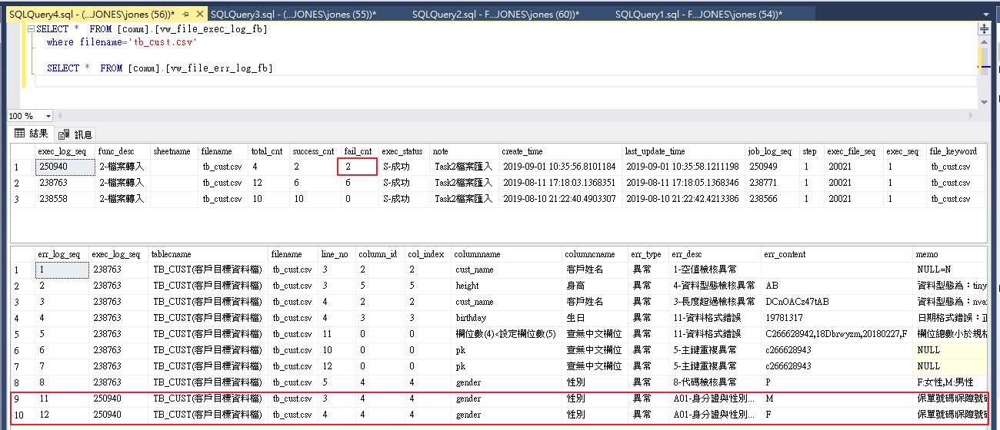 SQLQuery4.sql - (...JONES\jones (56))*
SQLQuery3.sql - (...JONES\jones (55))*
SQLQuery2.sql - F...JONES\jones (60))*
SQLQuery1.sql - F...JONES\jones (54))*
SELECT * FROM [comm].[vw_file_exec_log_fb]
where filename='tb_cust.csv'
SELECT * FROM [comm].[vw_file_err_log_fb]
100 %
結果 訊息
exec_log_seq func_desc sheetname filename total_cnt success_cnt fail_cnt exec_status note create_time last_update_time job_log_seq step exec_file_seq exec_seq file_keyword
1 250940 2-檔案轉入 tb_cust.csv 4 2 2 S-成功 Task2檔案匯入 2019-09-01 10:35:56.8101184 2019-09-01 10:35:58.1211198 250949 1 20021 1 tb_cust.csv
2 238763 2-檔案轉入 tb_cust.csv 12 6 6 S-成功 Task2檔案匯入 2019-08-11 17:18:03.1368351 2019-08-11 17:18:05.1368346 238771 1 20021 1 tb_cust.csv
3 238558 2-檔案轉入 tb_cust.csv 10 10 0 S-成功 Task2檔案匯入 2019-08-10 21:22:40.4903307 2019-08-10 21:22:42.4213386 238566 1 20021 1 tb_cust.csv
err_log_seq exec_log_seq tablecname filename line_no column_id col_index columnname columncname err_type err_desc err_content memo
1 1 238763 TB_CUST(客戶目標資料檔) tb_cust.csv 3 2 2 cust_name 客戶姓名 異常 1-空值檢核異常 NULL=N
2 2 238763 TB_CUST(客戶目標資料檔) tb_cust.csv 3 5 5 height 身高 異常 4-資料型態檢核異常 AB 資料型態為：tiny
3 3 238763 TB_CUST(客戶目標資料檔) tb_cust.csv 4 2 2 cust_name 客戶姓名 異常 3-長度超過檢核異常 DCnOACz47tAB 資料型態為：nva
4 4 238763 TB_CUST(客戶目標資料檔) tb_cust.csv 4 3 3 birthday 生日 異常 11-資料格式錯誤 19781317 日期格式錯誤：正
5 5 238763 TB_CUST(客戶目標資料檔) tb_cust.csv 11 0 0 欄位數(4)<設定欄位數(5) 查無中文欄位 異常 11-資料格式錯誤 C266628942,18Dbrwyzm,20180227,F 欄位總數小於規格
6 6 238763 TB_CUST(客戶目標資料檔) tb_cust.csv 10 0 0 pk 查無中文欄位 異常 5-主鍵重複異常 c266628943 NULL
7 7 238763 TB_CUST(客戶目標資料檔) tb_cust.csv 12 0 0 pk 查無中文欄位 異常 5-主鍵重複異常 c266628943 NULL
8 8 238763 TB_CUST(客戶目標資料檔) tb_cust.csv 5 4 4 gender 性別 異常 8-代碼檢核異常 P F:女性,M:男性
9 11 250940 TB_CUST(客戶目標資料檔) tb_cust.csv 3 4 4 gender 性別 異常 A01-身分證與性別... M 保單號碼|保障號碼
10 12 250940 TB_CUST(客戶目標資料檔) tb_cust.csv 4 4 4 gender 性別 異常 A01-身分證與性別... F 保單號碼|保障號碼